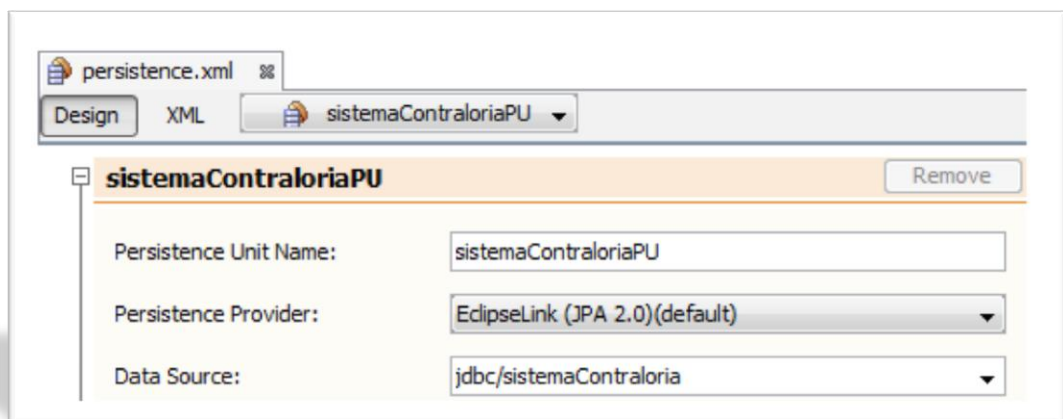 persistence.xml
Design XML sistemaContraloriaPU
sistemaContraloriaPU Remove
Persistence Unit Name: sistemaContraloriaPU
Persistence Provider: EclipseLink (JPA 2.0)(default)
Data Source: jdbc/sistemaContraloria